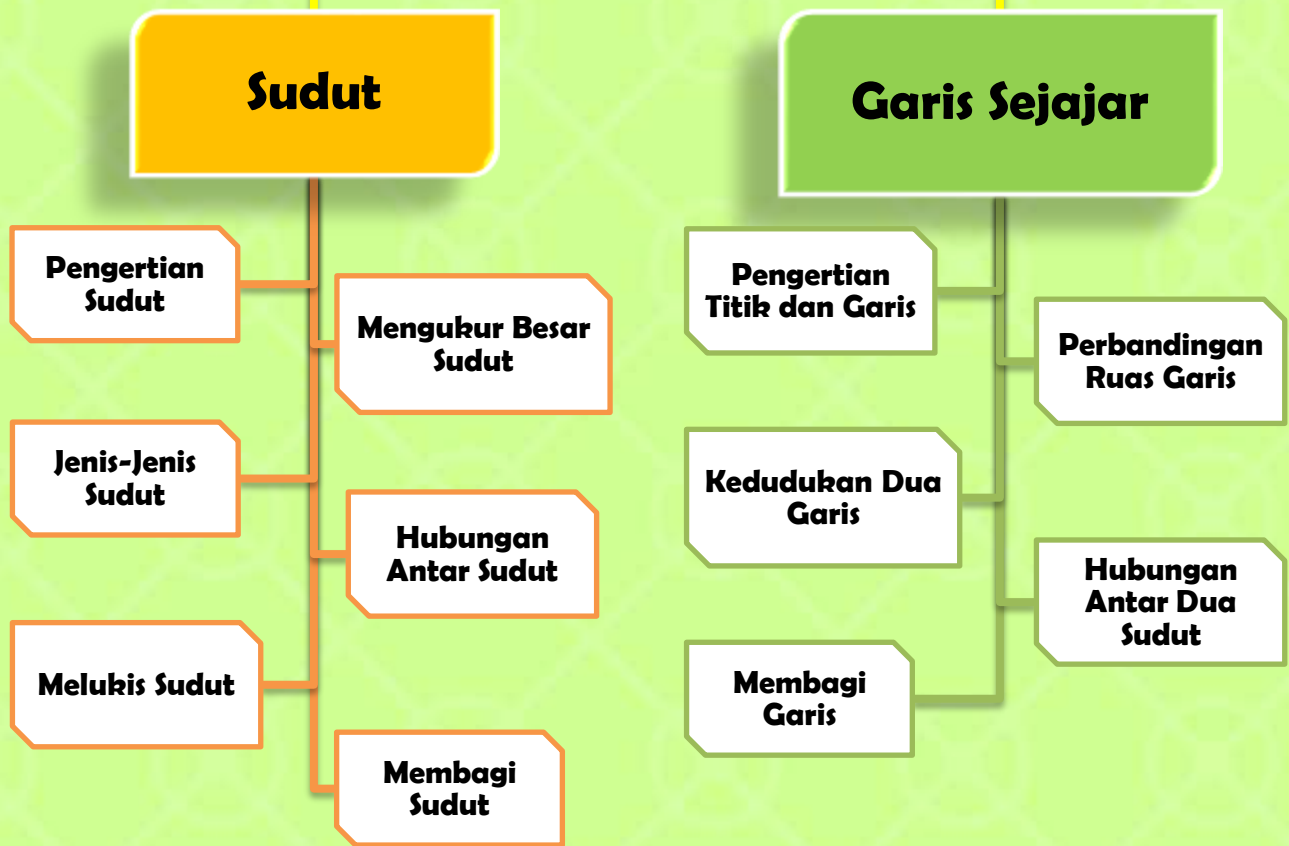 Sudut
Pengertian
Sudut
Mengukur Besar
Sudut
Jenis-Jenis
Sudut
Hubungan
Antar Sudut
Melukis Sudut
Membagi
Sudut
Garis Sejajar
Pengertian
Titik dan Garis
Perbandingan
Ruas Garis
Kedudukan Dua
Garis
Hubungan
Antar Dua
Sudut
Membagi
Garis